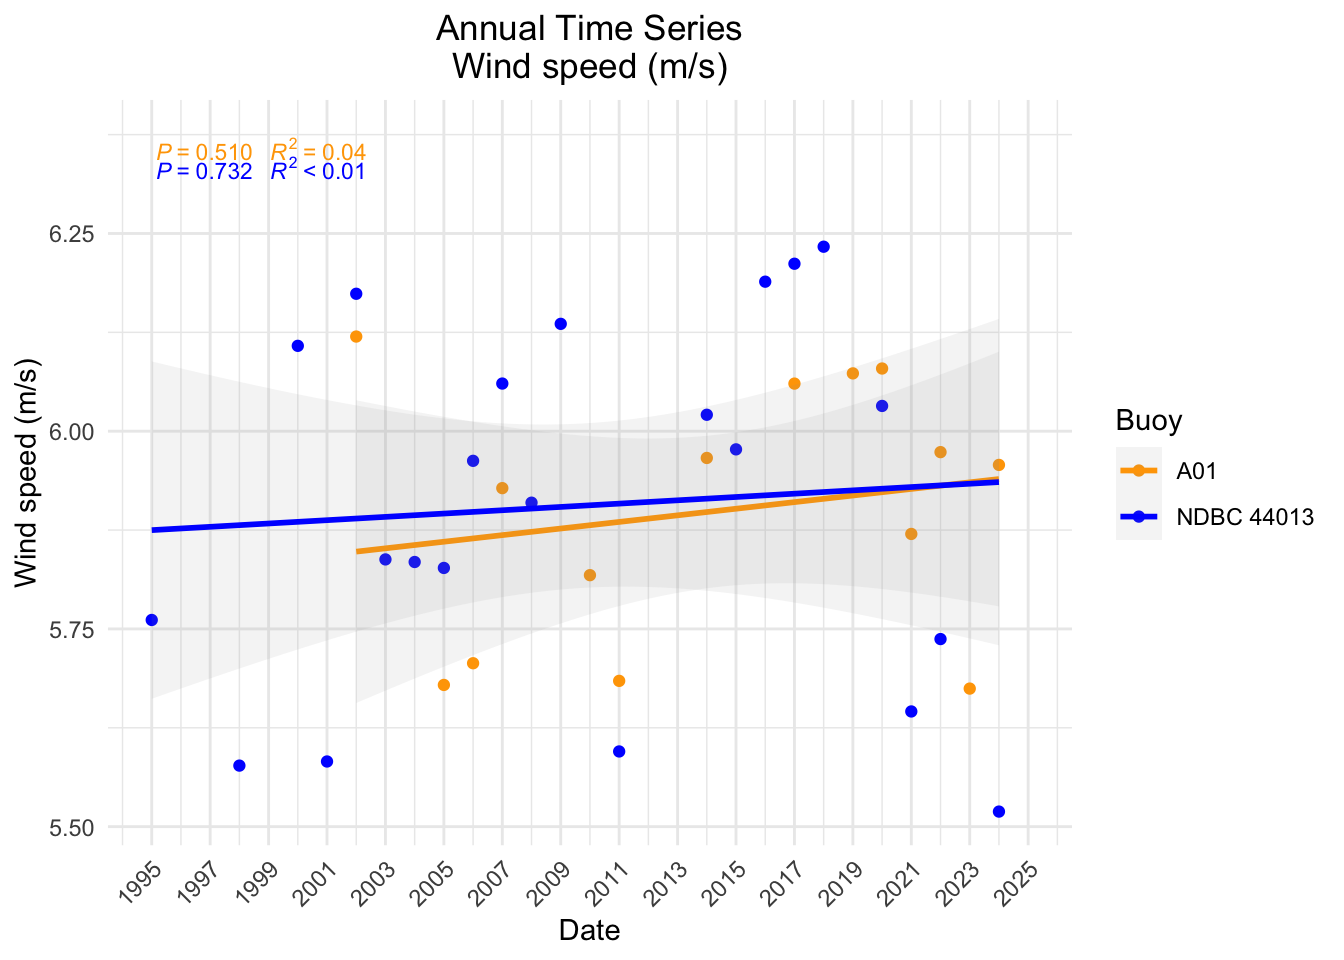 Annual Time Series
Wind speed (m/s)
P = 0.510 R² = 0.04
P = 0.732 R² < 0.01
6.25
6.00
5.75
5.50
Wind speed (m/s)
1995 1997 1999 2001 2003 2005 2007 2009 2011 2013 2015 2017 2019 2021 2023 2025
Date
Buoy
A01
NDBC 44013